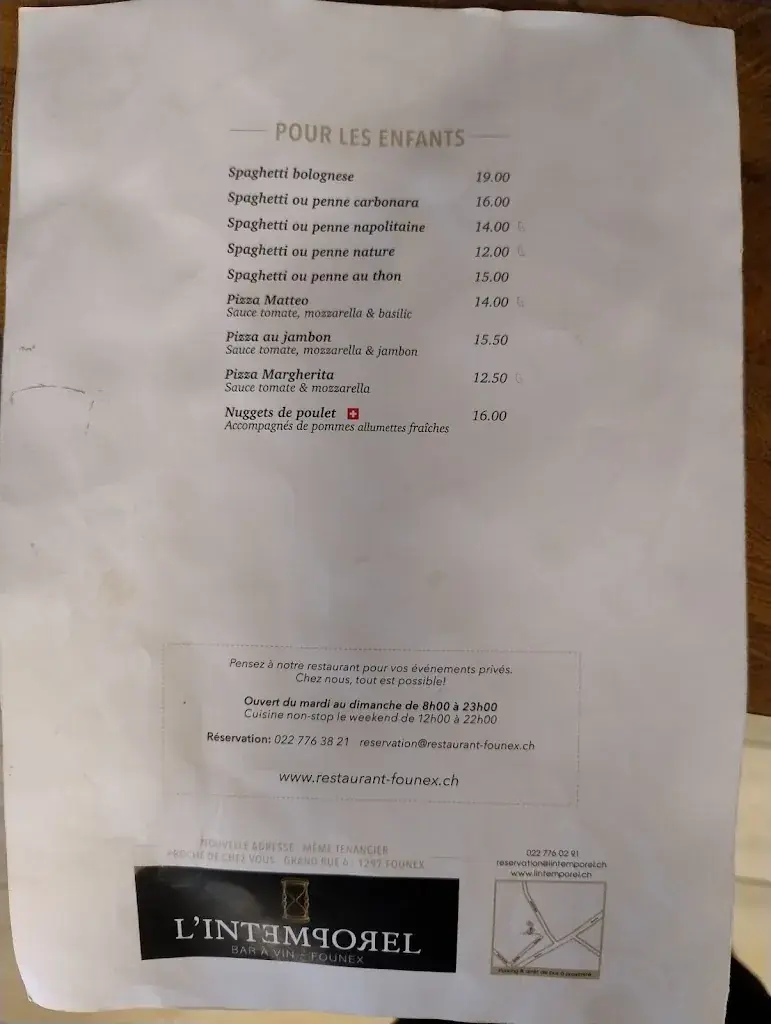 POUR LES ENFANTS
Spaghetti bolognese 19.00
Spaghetti ou penne carbonara 16.00
Spaghetti ou penne napolitaine 14.00
Spaghetti ou penne nature 12.00
Spaghetti ou penne au thon 15.00
Pizza Matteo 14.00
Sauce tomate, mozzarella & basilic
Pizza au jambon 15.50
Sauce tomate, mozzarella & jambon
Pizza Margherita 12.50
Sauce tomate & mozzarella
Nuggets de poulet 16.00
Accompagnés de pommes allumettes fraîches
Pensez à notre restaurant pour vos événements privés.
Chez nous, tout est possible!
Ouvert du mardi au dimanche de 8h00 à 23h00
Cuisine non-stop le weekend de 12h00 à 22h00
Réservation: 022 776 38 21 reservation@restaurant-founex.ch
www.restaurant-founex.ch
NOUVELLE ADRESSE - MÊME TENANCIER
PROCHE DE CHEZ VOUS - GRAND RUE 6 - 1297 FOUNEX
L'INTEMPOREL
BAR À VIN - FOUNEX
022 776 02 91
reservation@lintemporel.ch
www.lintemporel.ch